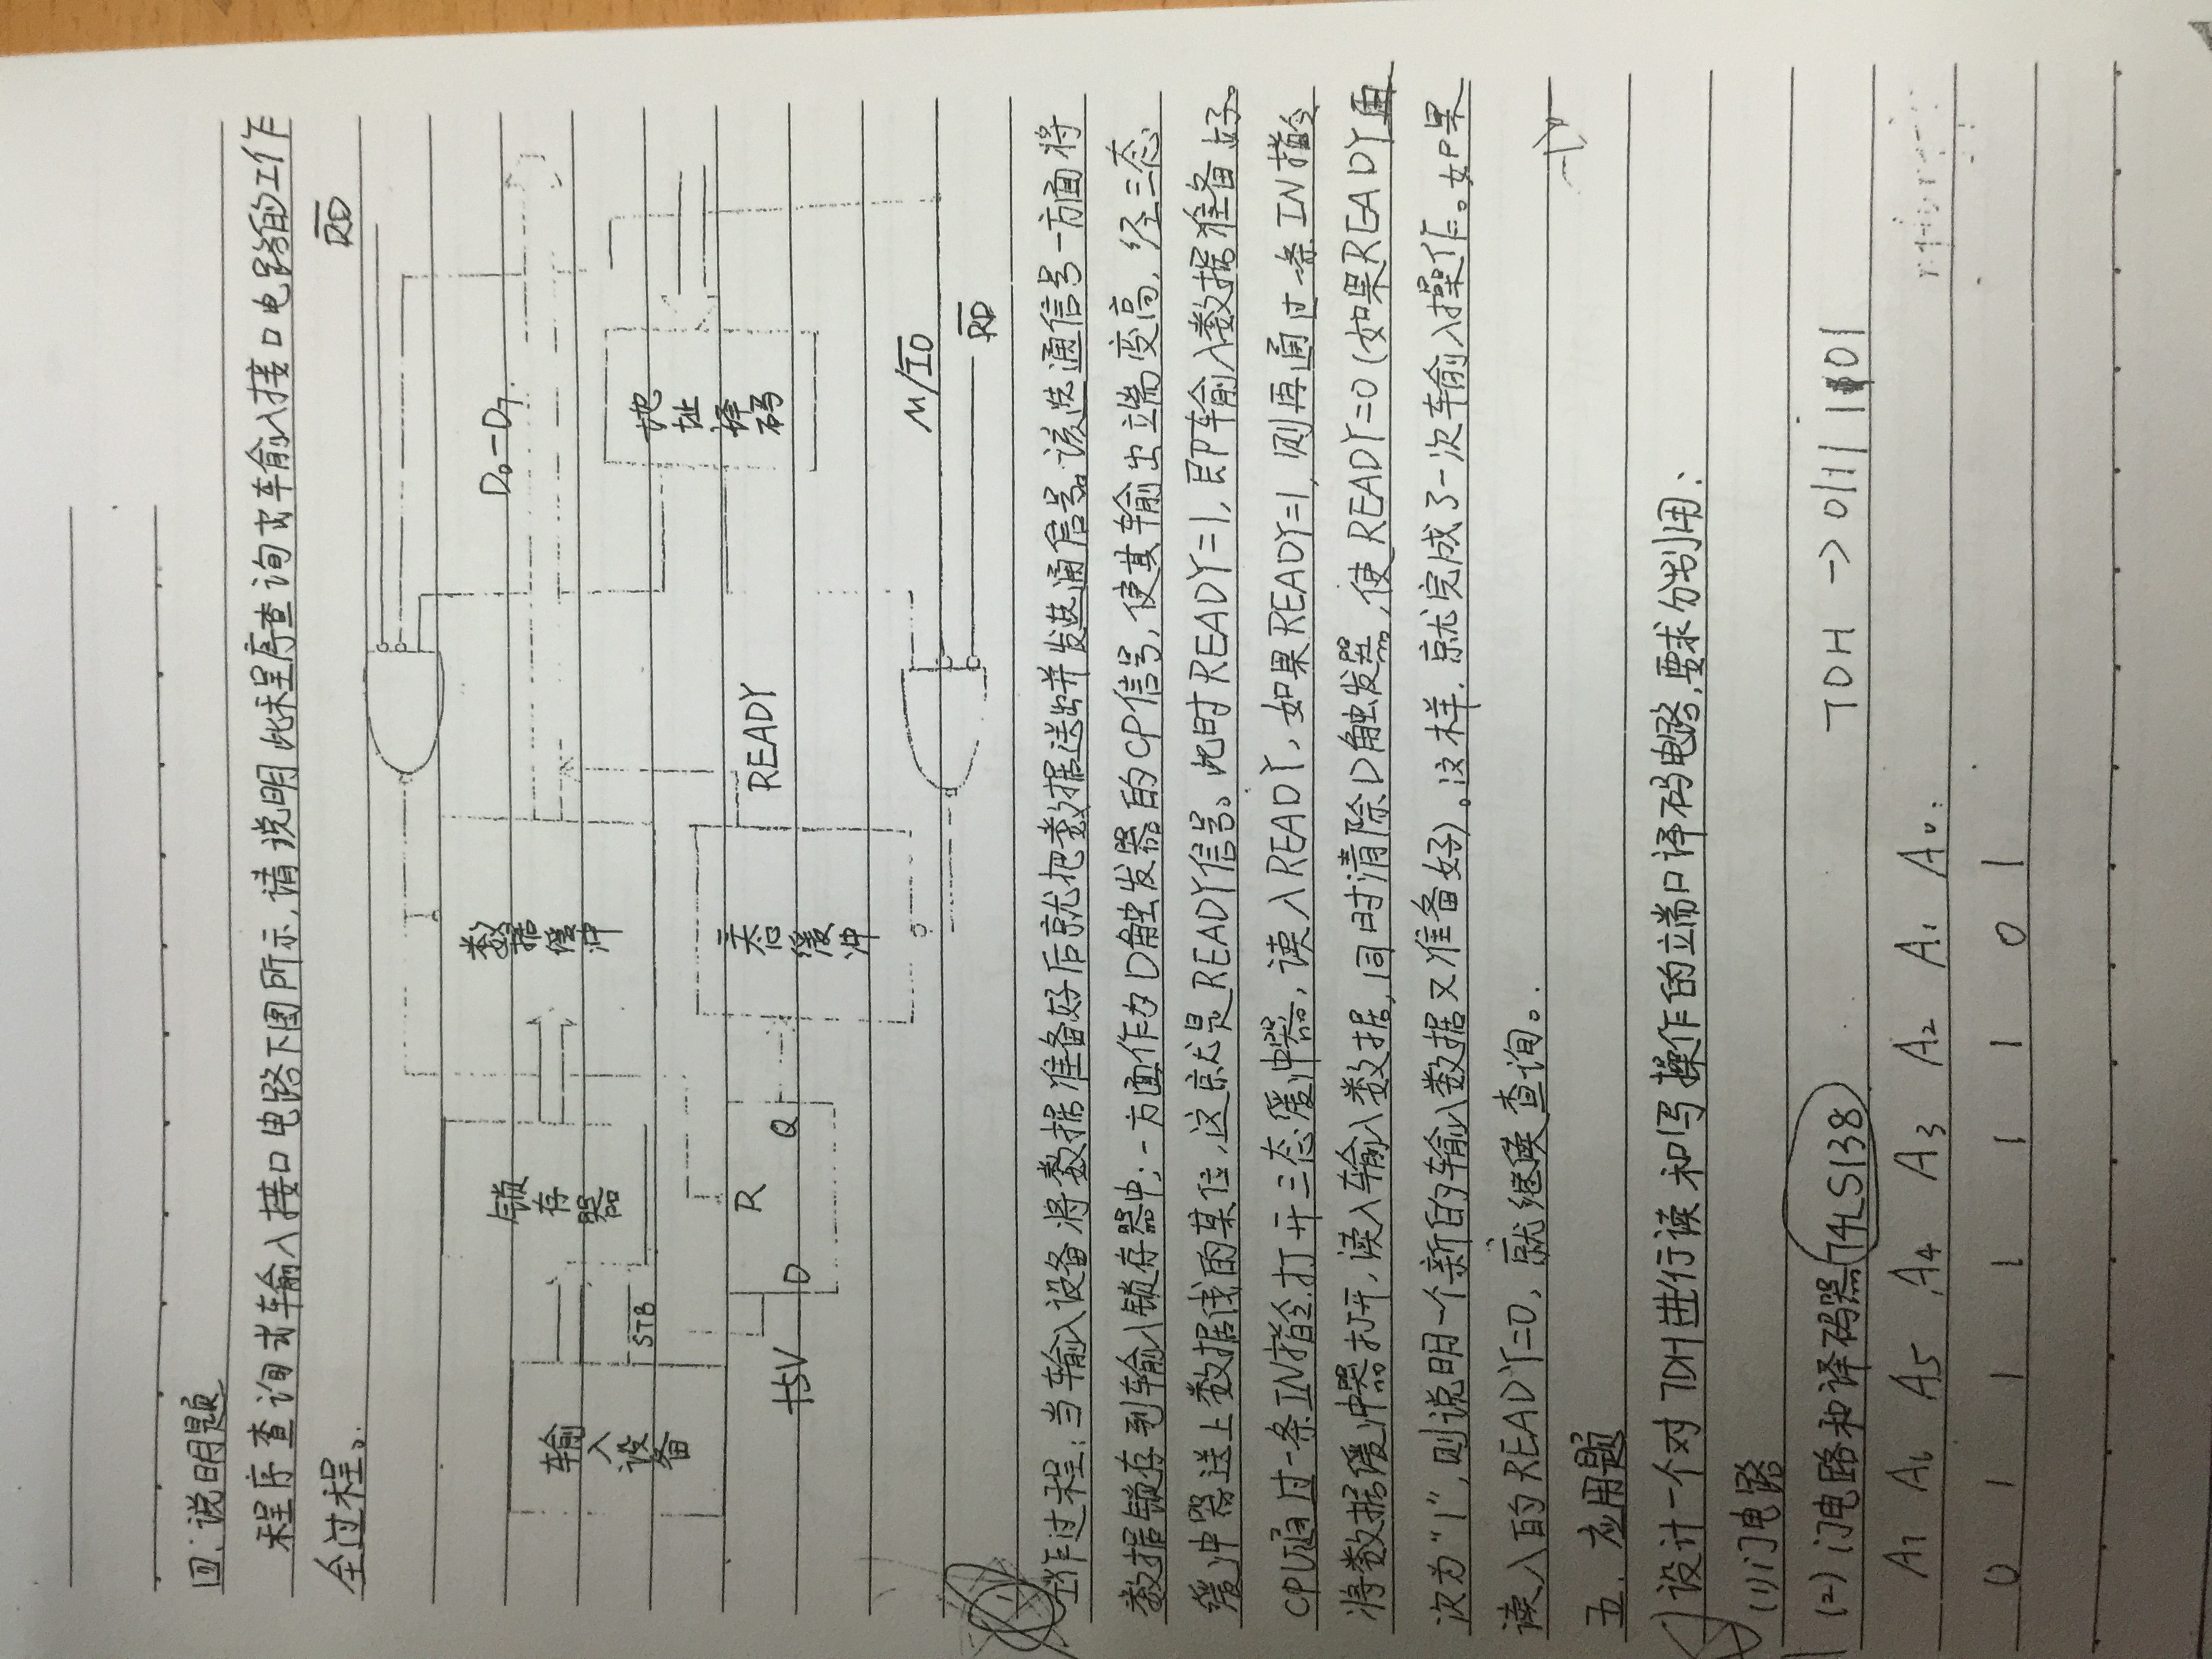 四、说明题
程序查询式输入接口电路下图所示,请说明此程序查询式输入接口电路的工作
全过程。
RD
D0-D7
输入设备
锁存器
数据缓冲
STB
地址译码
R
三态缓冲
READY
+5V
D
Q
M/IO
RD
工作过程:当输入设备将数据准备好后就把数据送出并发选通信号。该选通信号一方面将
数据锁存到输入锁存器中;一方面作为D触发器的CP信号,使其输出端变高,经三态
缓冲器送上数据线的某位,这就是READY信号。此时READY=1,即输入数据准备好。
CPU通过一条IN指令打开三态缓冲器,读入READY,如果READY=1,则再通过一条IN指令
将数据缓冲器打开,读入输入数据,同时清除D触发器,使READY=0(如果READY再
次为“1”,则说明一个新的输入数据又准备好)。这样,就完成了一次输入操作。如果
读入的READY=0,就继续查询。
五、应用题
设计一个对7DH进行读和写操作的端口译码电路,要求分别用:
(1)门电路
(2)门电路和译码器74LS138
7DH → 0111 1101
A7 A6 A5 A4 A3 A2 A1 A0
0 1 1 1 1 1 0 1